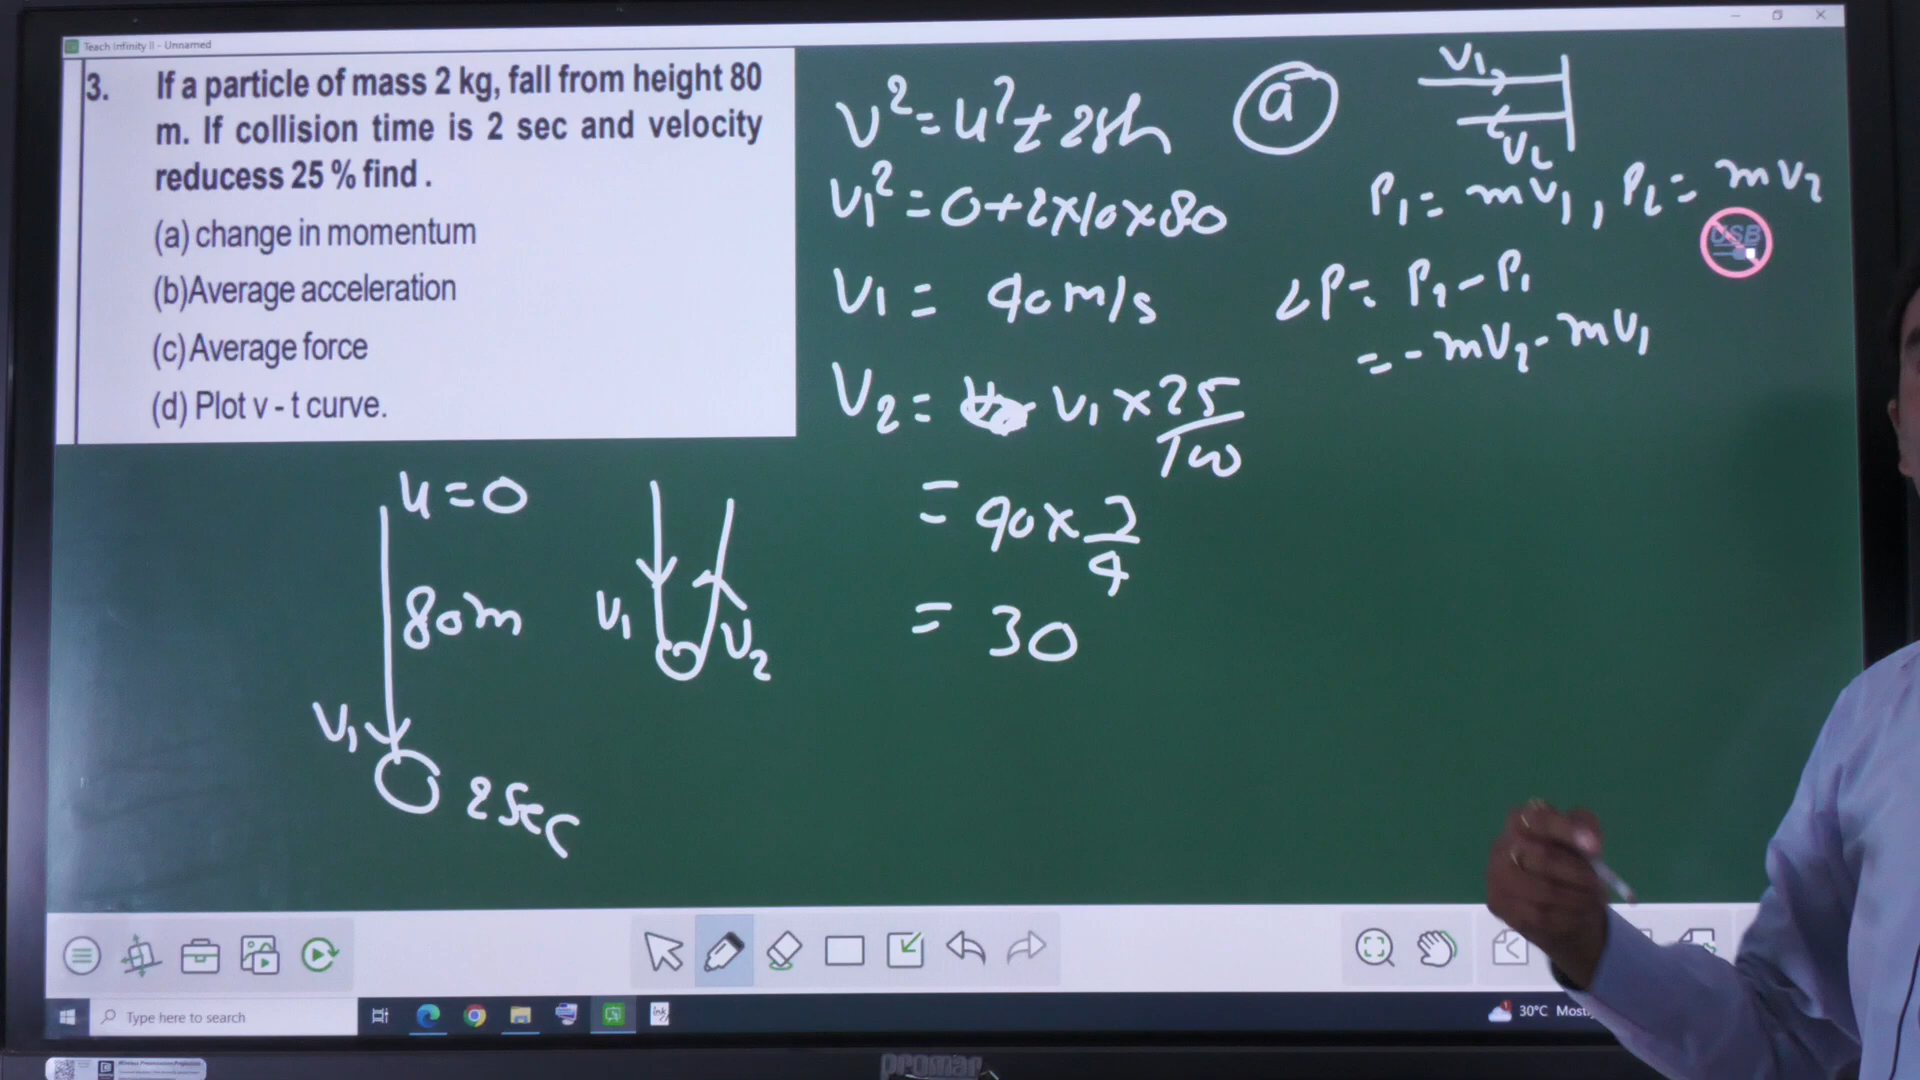 Teach Infinity II - Unnamed
3. If a particle of mass 2 kg, fall from height 80
m. If collision time is 2 sec and velocity
reducess 25 % find .
(a) change in momentum
(b)Average acceleration
(c)Average force
(d) Plot v - t curve.
u=0
80m
V1
2 Sec
V1
V2
V²=u²+2gh
V1²=0+2×10×80
V1= 40m/s
V2= V1×25/100
=40×3/4
=30
a
V1
V2
P1=mV1, P2=mV2
USB
∠P= P2-P1
=-mV2-mV1
Type here to search
30°C
promark